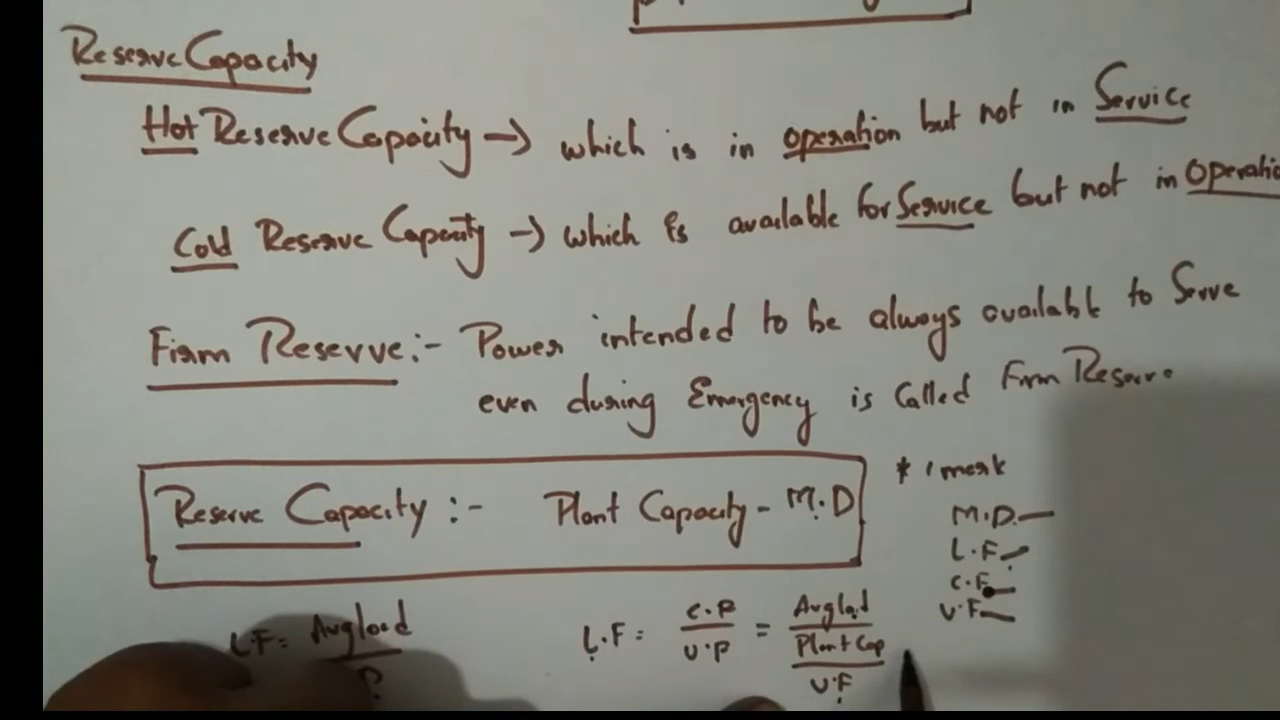 Reserve Capacity
Hot Reserve Capacity → which is in operation but not in Service
Cold Reserve Capacity → which is available for Service but not in Operatio
Firm Reserve:- Power intended to be always available to Serve
even during Emergency is Called Firm Reserve
Reserve Capacity :- Plant Capacity - M.D
* 1 mark
M.D.
L.F
C.F
U.F
L.F = Avg load
L.F = C.P / U.P = Avg load / Plant Cap / U.F